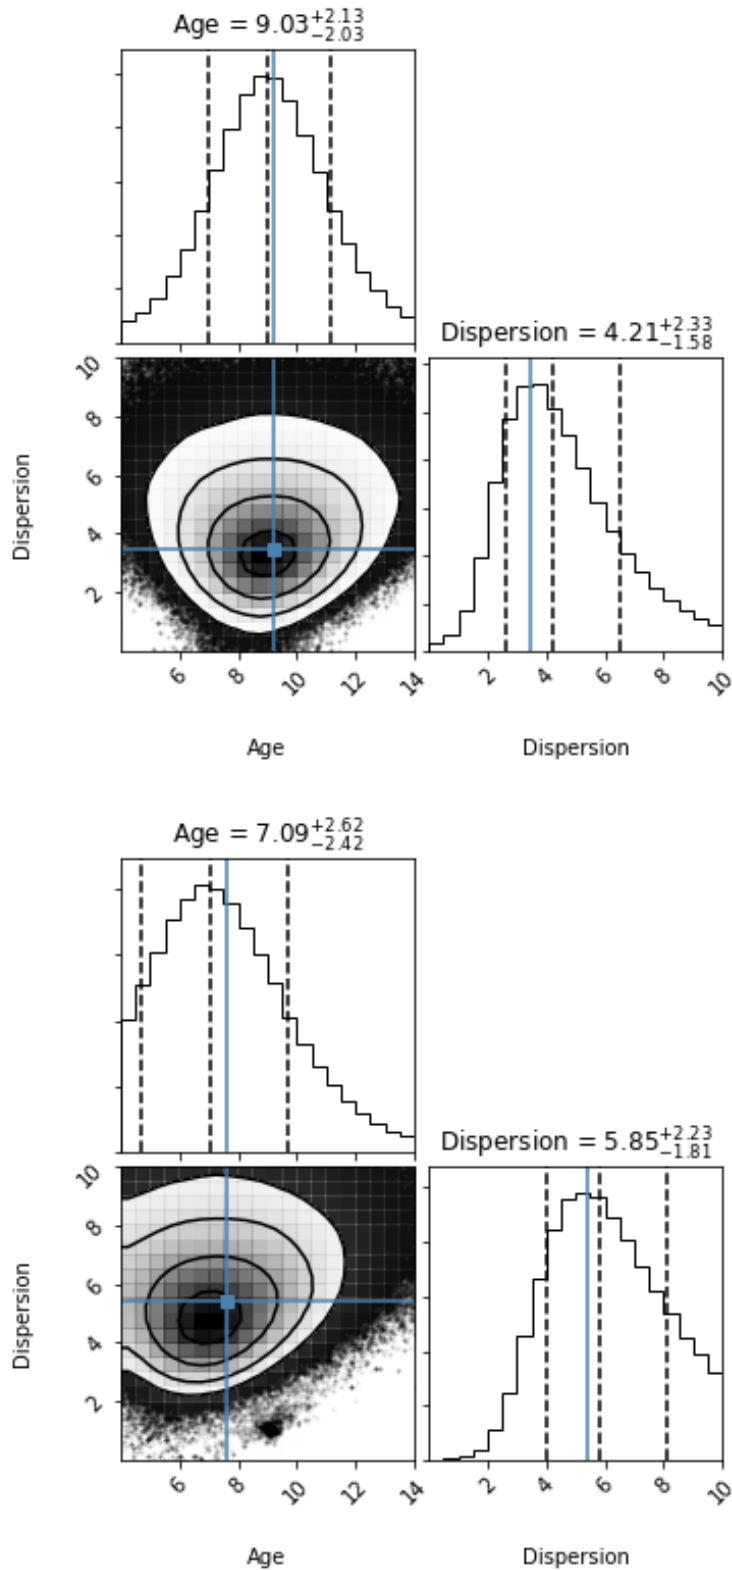 Age = 9.03+2.13−2.03
Dispersion = 4.21+2.33−1.58
10
8
6
4
2
Dispersion
6 8 10 12 14
2 4 6 8 10
Age
Dispersion
Age = 7.09+2.62−2.42
Dispersion = 5.85+2.23−1.81
10
8
6
4
2
Dispersion
6 8 10 12 14
2 4 6 8 10
Age
Dispersion